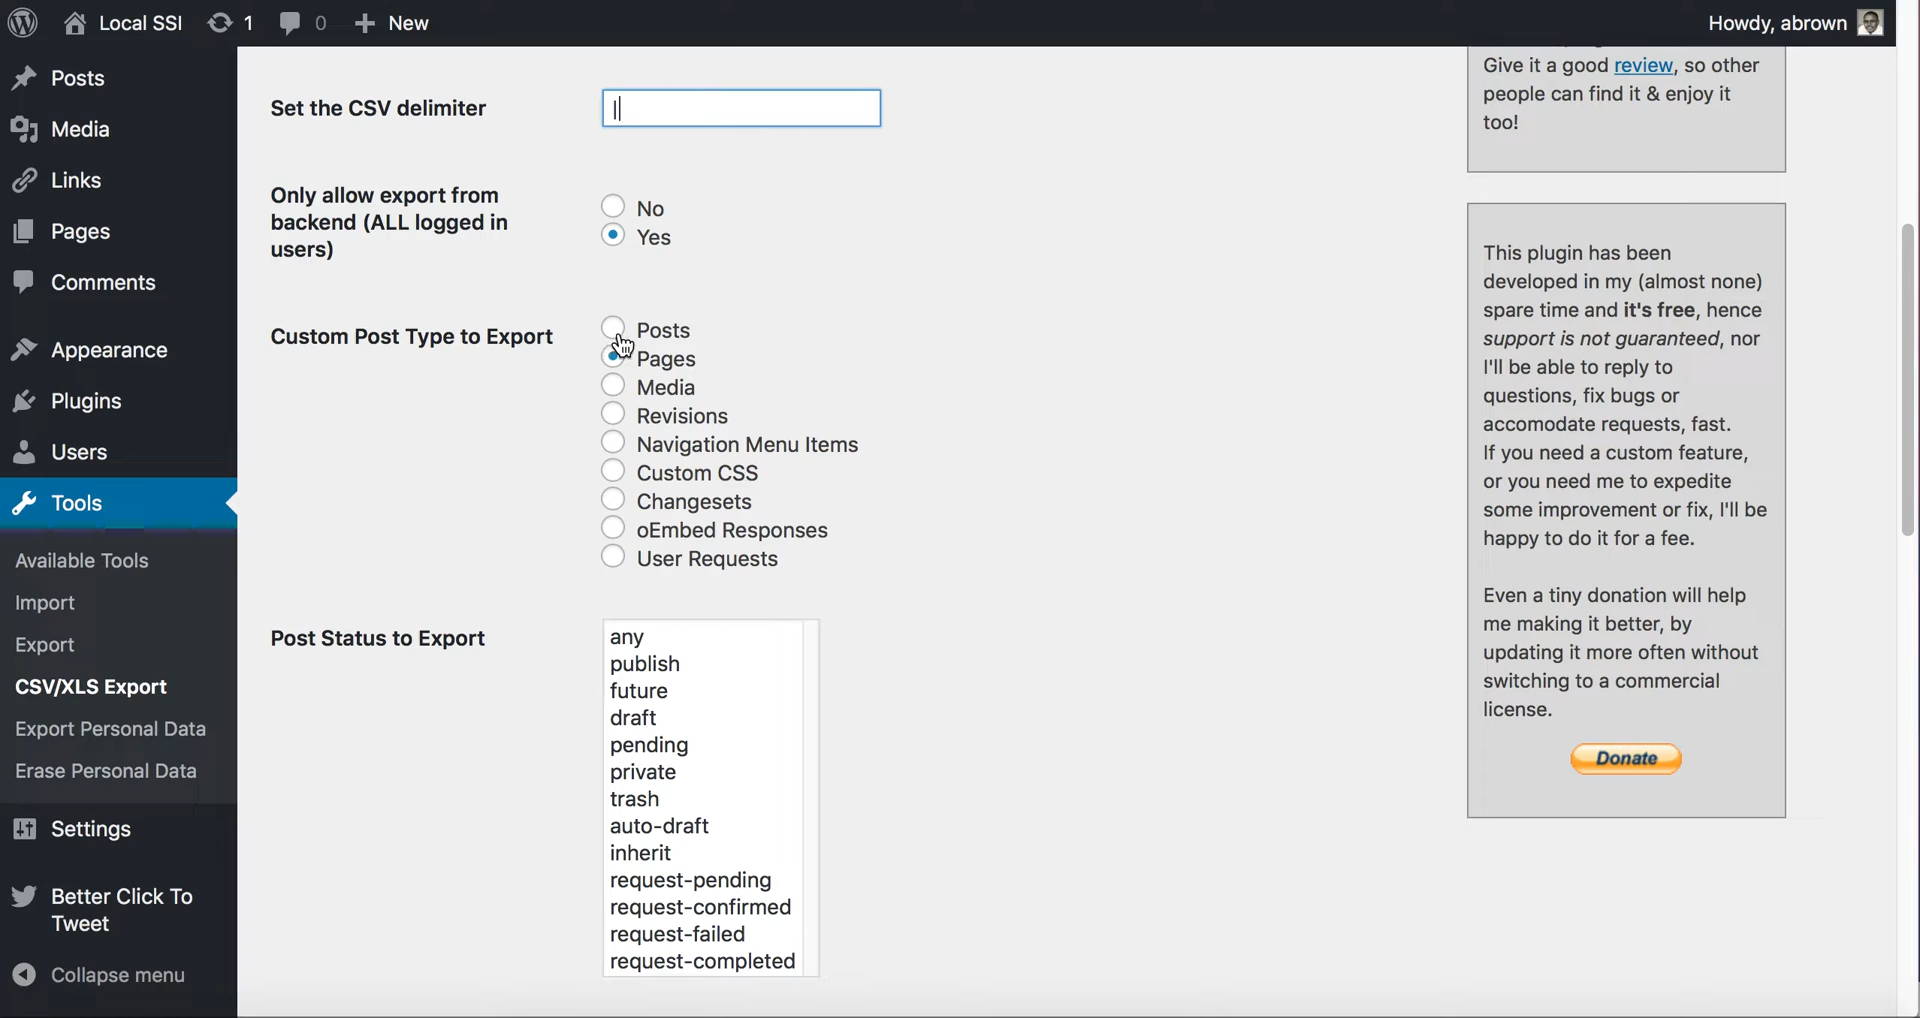 Local SSI 1 0 + New
Howdy, abrown
Posts
Media
Links
Pages
Comments
Appearance
Plugins
Users
Tools
Available Tools
Import
Export
CSV/XLS Export
Export Personal Data
Erase Personal Data
Settings
Better Click To
Tweet
Collapse menu
Set the CSV delimiter
|
Only allow export from
backend (ALL logged in
users)
No
Yes
Custom Post Type to Export
Posts
Pages
Media
Revisions
Navigation Menu Items
Custom CSS
Changesets
oEmbed Responses
User Requests
Post Status to Export
any
publish
future
draft
pending
private
trash
auto-draft
inherit
request-pending
request-confirmed
request-failed
request-completed
Give it a good review, so other
people can find it & enjoy it
too!
This plugin has been
developed in my (almost none)
spare time and it's free, hence
support is not guaranteed, nor
I'll be able to reply to
questions, fix bugs or
accomodate requests, fast.
If you need a custom feature,
or you need me to expedite
some improvement or fix, I'll be
happy to do it for a fee.
Even a tiny donation will help
me making it better, by
updating it more often without
switching to a commercial
license.
Donate